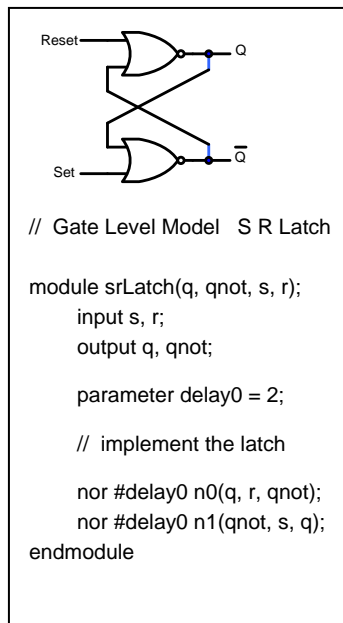 Reset
Q
Q
Set
// Gate Level Model S R Latch
module srLatch(q, qnot, s, r);
input s, r;
output q, qnot;
parameter delay0 = 2;
// implement the latch
nor #delay0 n0(q, r, qnot);
nor #delay0 n1(qnot, s, q);
endmodule